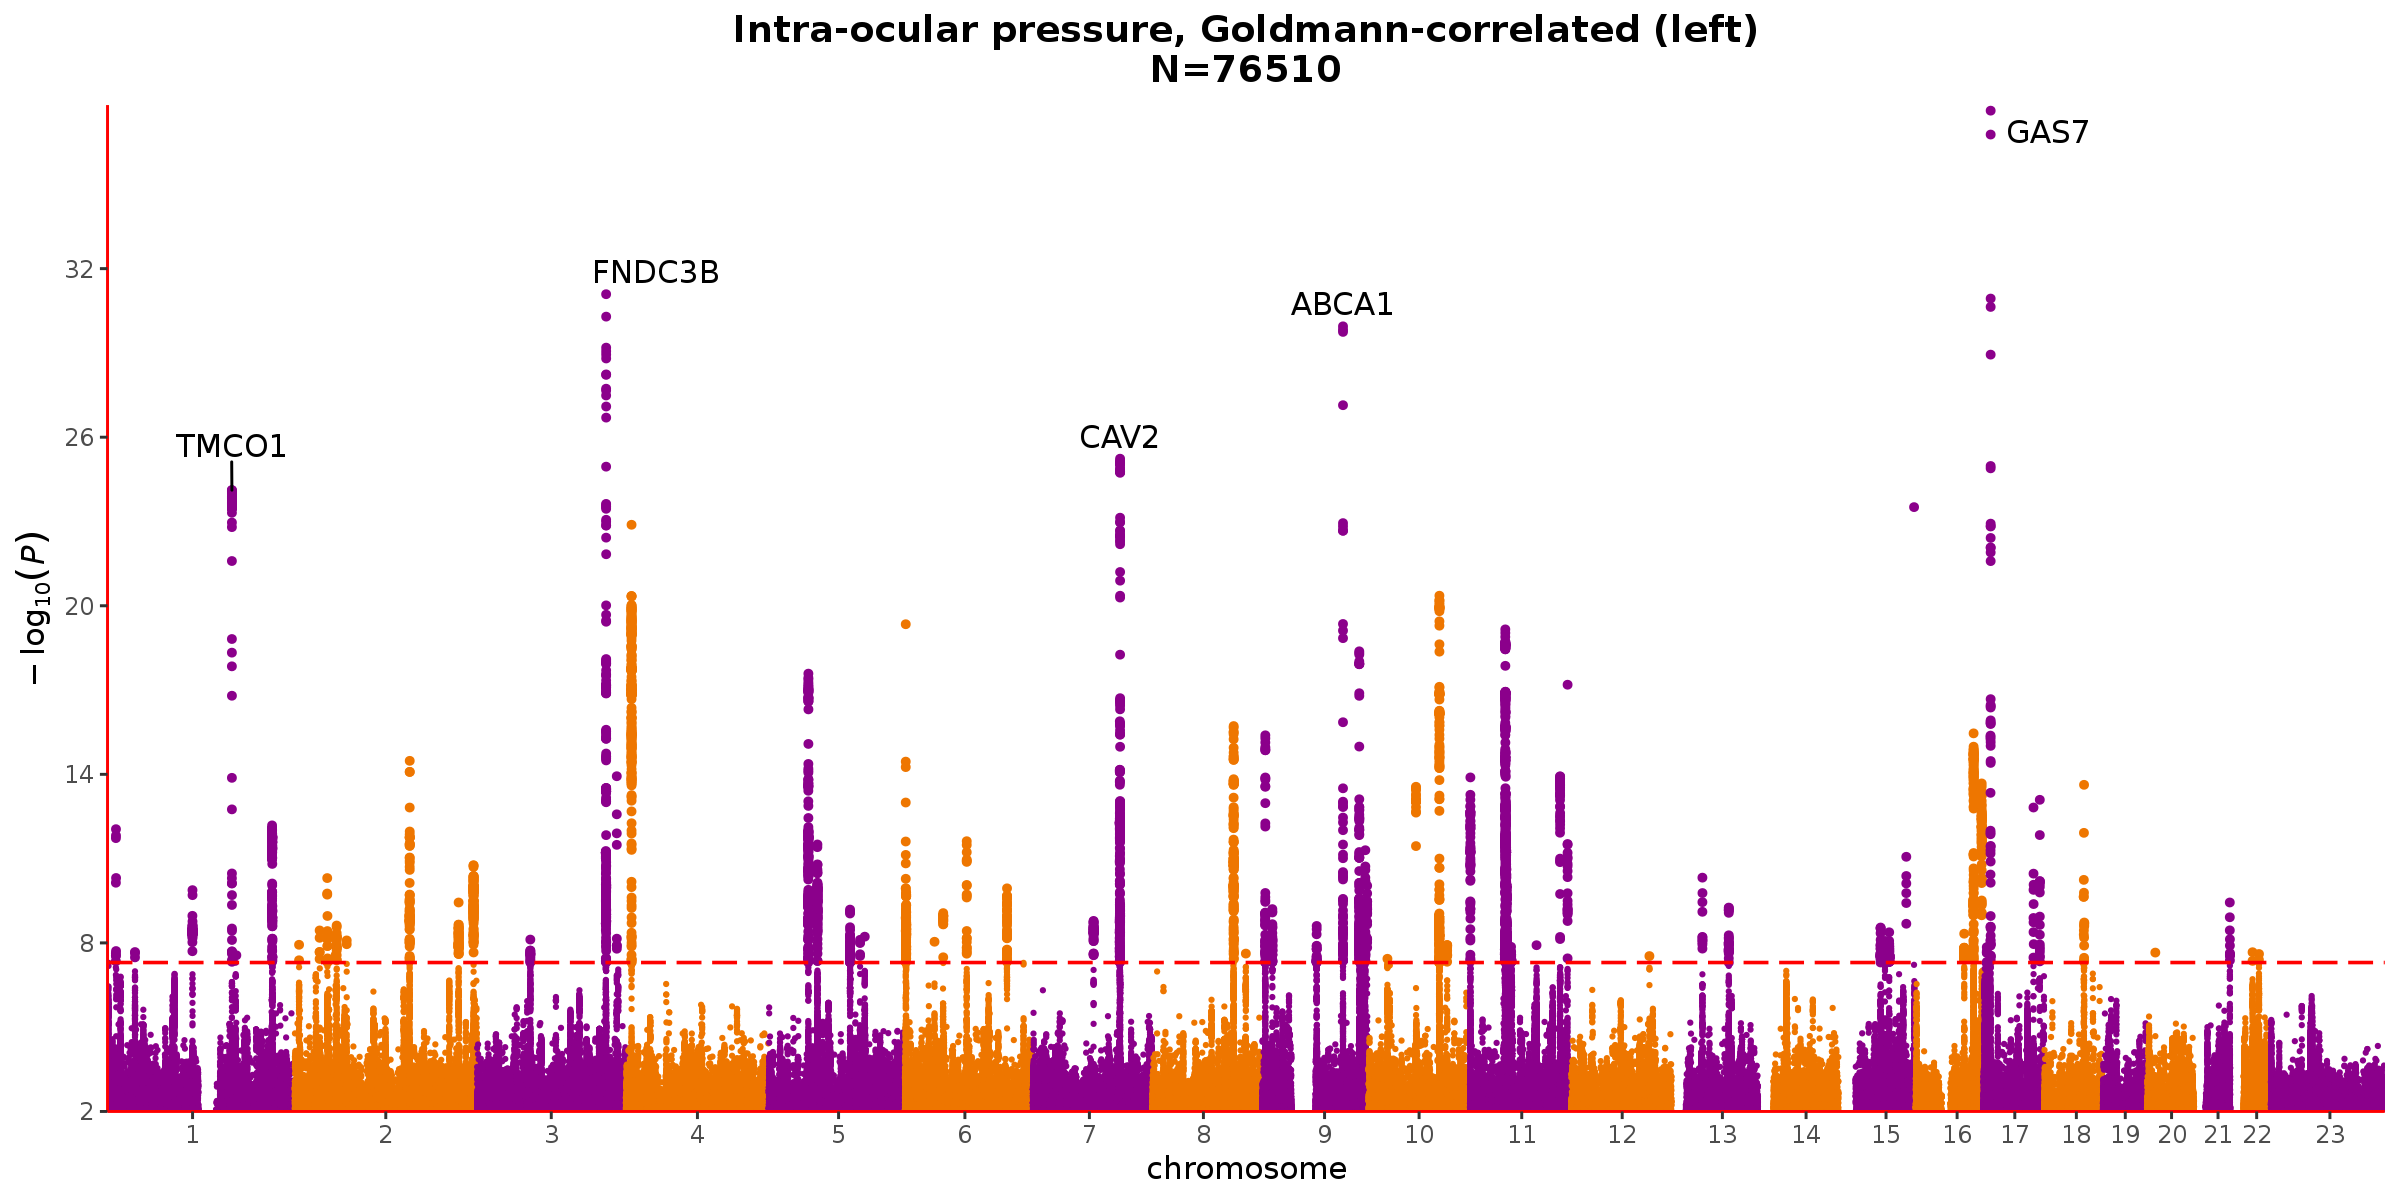 Intra-ocular pressure, Goldmann-correlated (left)
N=76510
GAS7
FNDC3B
ABCA1
CAV2
TMCO1
32
26
20
14
8
2
−log₁₀(P)
1 2 3 4 5 6 7 8 9 10 11 12 13 14 15 16 17 18 19 20 21 22 23
chromosome